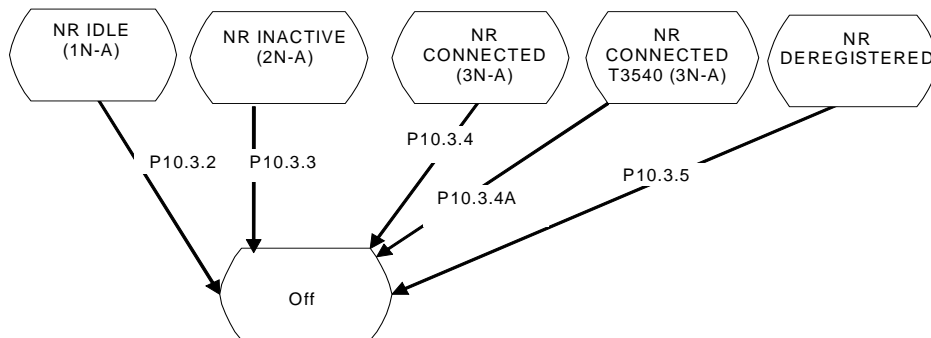 NR IDLE
(1N-A)
NR INACTIVE
(2N-A)
NR
CONNECTED
(3N-A)
NR
CONNECTED
T3540 (3N-A)
NR
DEREGISTERED
P10.3.2
P10.3.3
P10.3.4
P10.3.4A
P10.3.5
Off